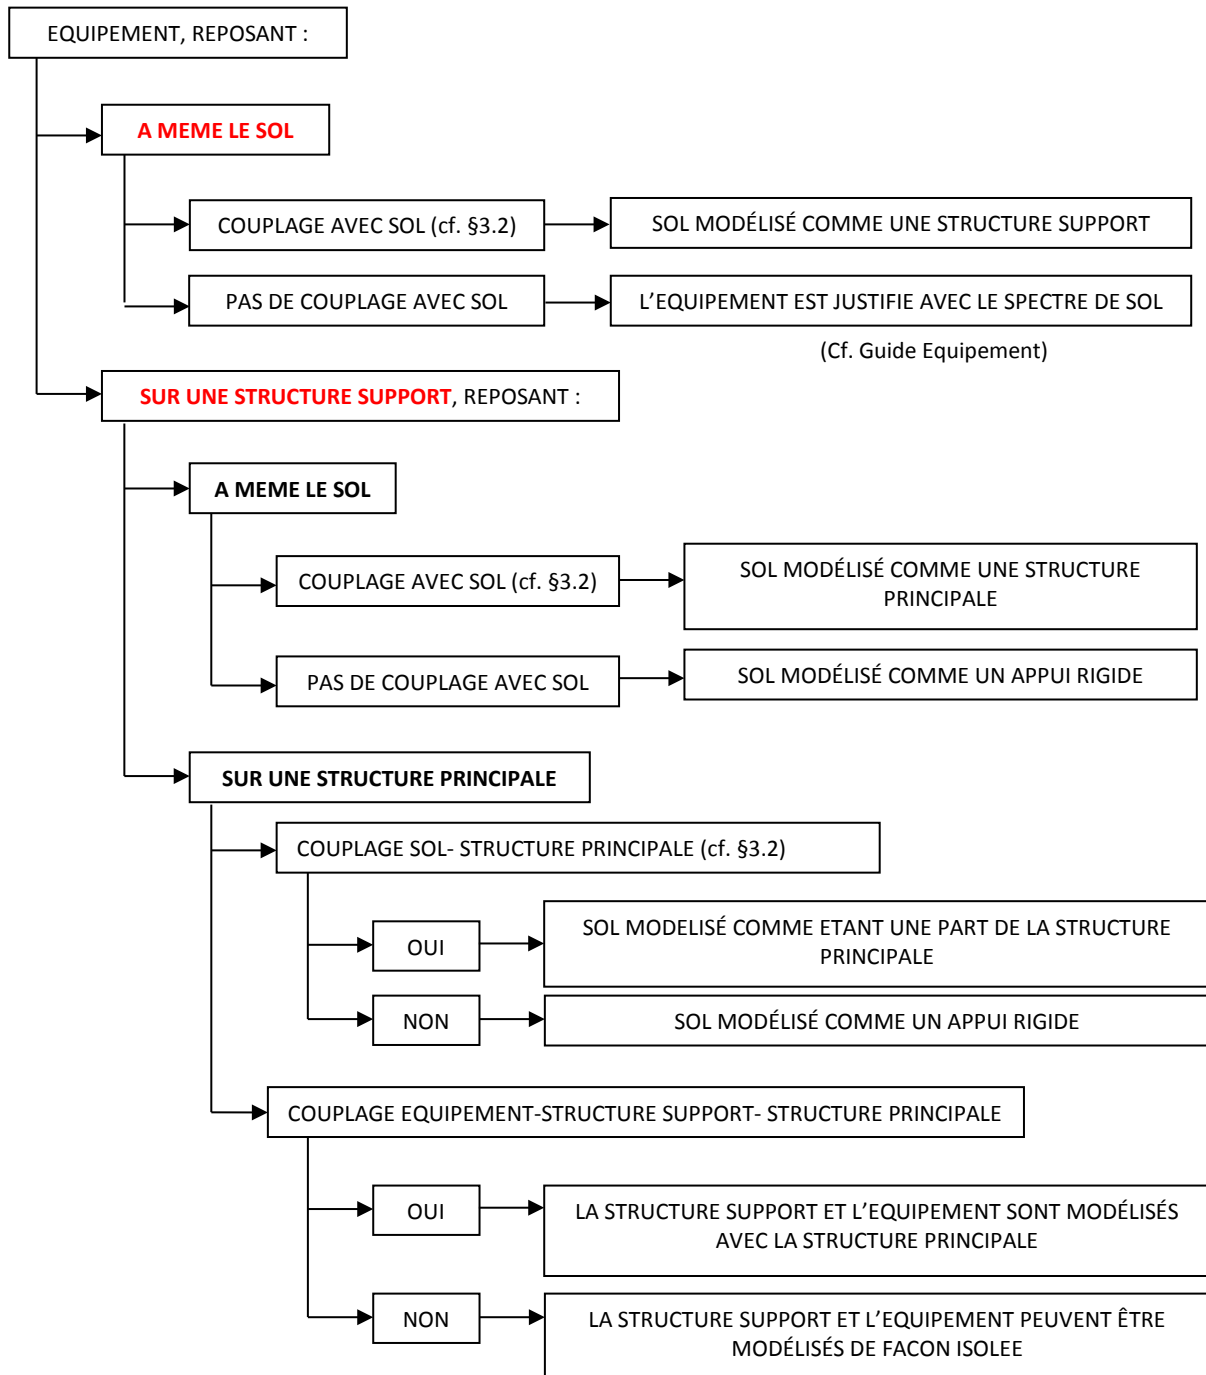 EQUIPEMENT, REPOSANT :
A MEME LE SOL
COUPLAGE AVEC SOL (cf. §3.2)
SOL MODÉLISÉ COMME UNE STRUCTURE SUPPORT
PAS DE COUPLAGE AVEC SOL
L’EQUIPEMENT EST JUSTIFIE AVEC LE SPECTRE DE SOL
(Cf. Guide Equipement)
SUR UNE STRUCTURE SUPPORT, REPOSANT :
A MEME LE SOL
COUPLAGE AVEC SOL (cf. §3.2)
SOL MODÉLISÉ COMME UNE STRUCTURE
PRINCIPALE
PAS DE COUPLAGE AVEC SOL
SOL MODÉLISÉ COMME UN APPUI RIGIDE
SUR UNE STRUCTURE PRINCIPALE
COUPLAGE SOL- STRUCTURE PRINCIPALE (cf. §3.2)
OUI
SOL MODELISÉ COMME ETANT UNE PART DE LA STRUCTURE
PRINCIPALE
NON
SOL MODÉLISÉ COMME UN APPUI RIGIDE
COUPLAGE EQUIPEMENT-STRUCTURE SUPPORT- STRUCTURE PRINCIPALE
OUI
LA STRUCTURE SUPPORT ET L’EQUIPEMENT SONT MODÉLISÉS
AVEC LA STRUCTURE PRINCIPALE
NON
LA STRUCTURE SUPPORT ET L’EQUIPEMENT PEUVENT ÊTRE
MODÉLISÉS DE FACON ISOLEE